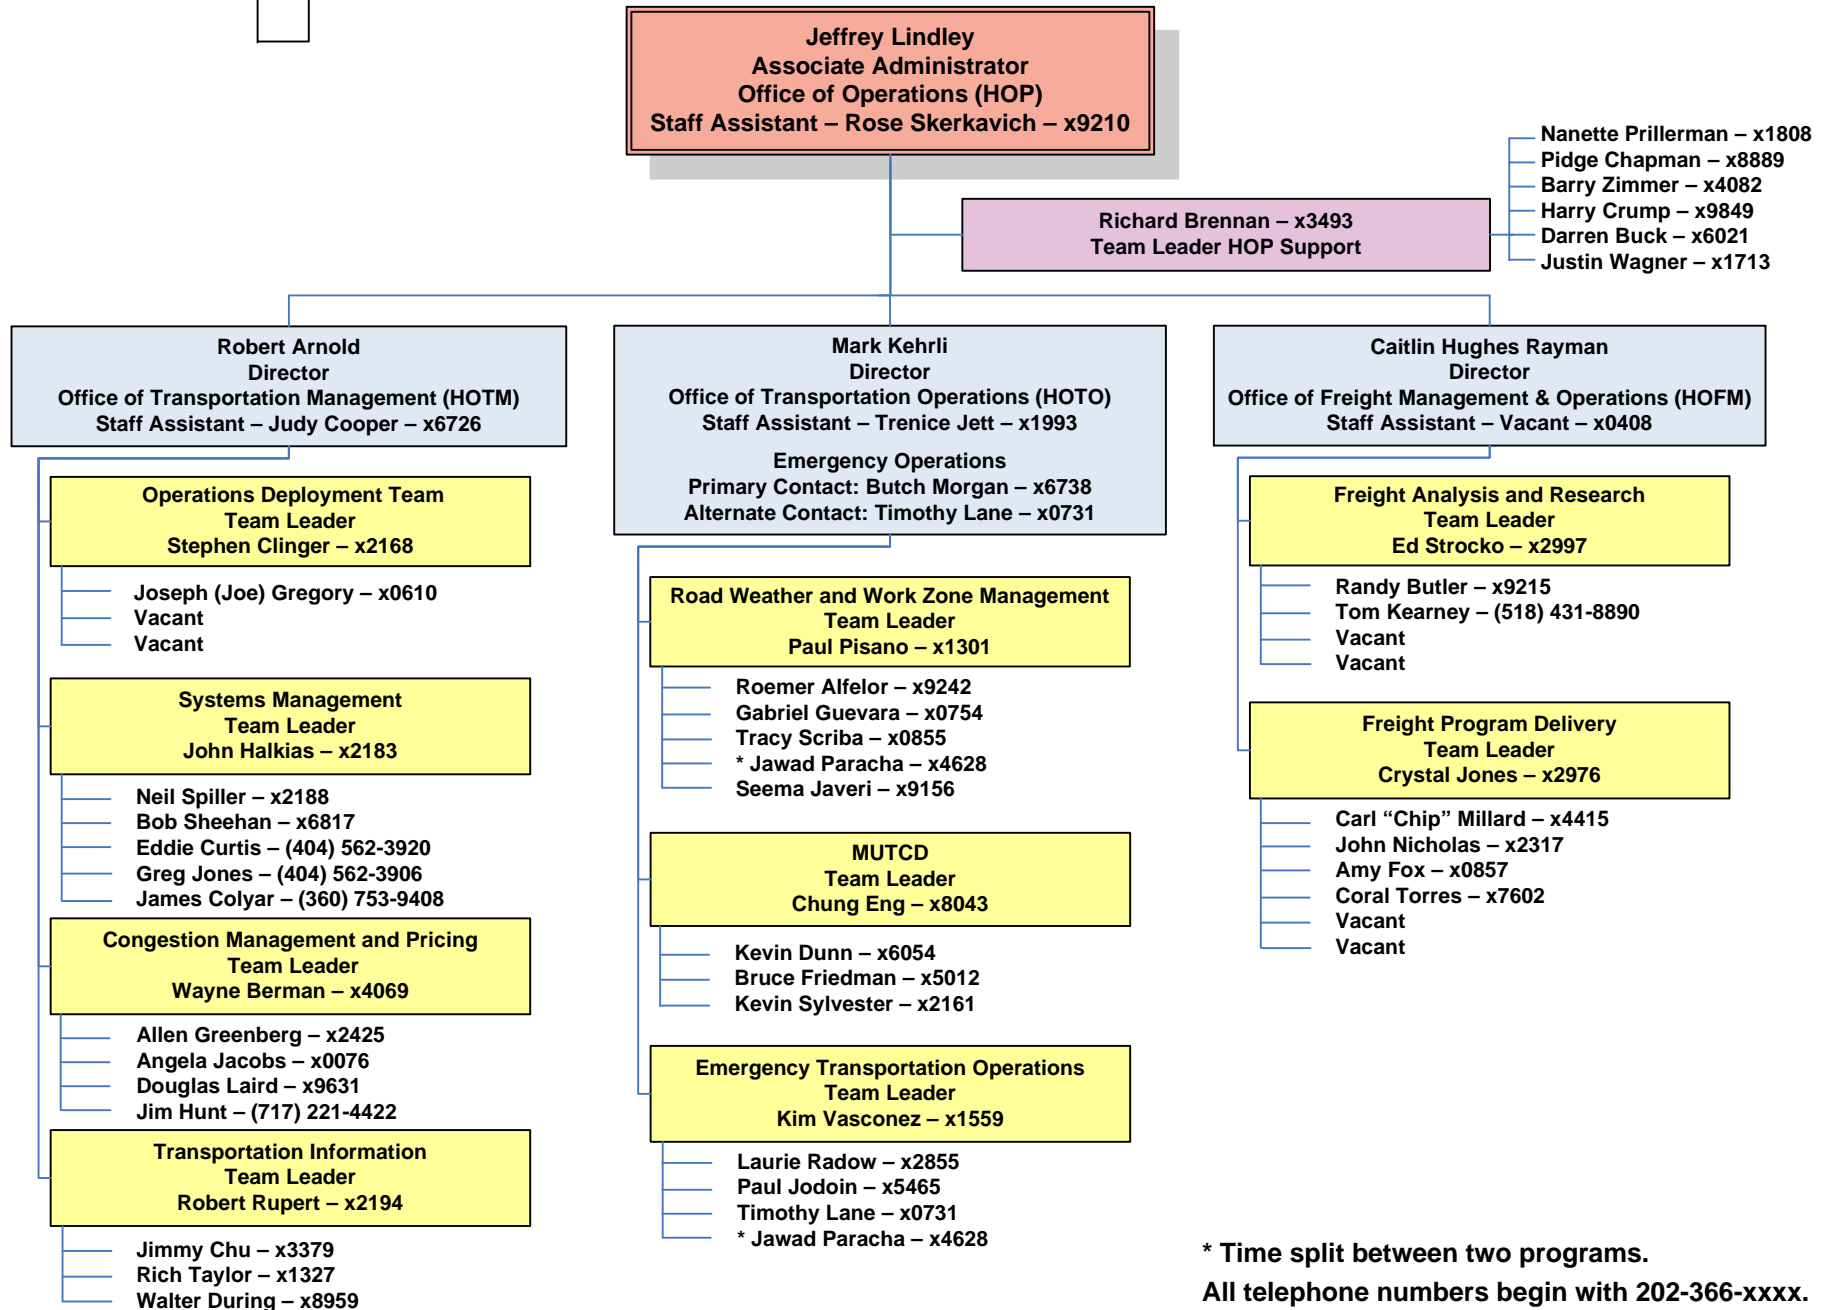 Jeffrey Lindley
Associate Administrator
Office of Operations (HOP)
Staff Assistant – Rose Skerkavich – x9210
Richard Brennan – x3493
Team Leader HOP Support
Nanette Prillerman – x1808
Pidge Chapman – x8889
Barry Zimmer – x4082
Harry Crump – x9849
Darren Buck – x6021
Justin Wagner – x1713
Robert Arnold
Director
Office of Transportation Management (HOTM)
Staff Assistant – Judy Cooper – x6726
Operations Deployment Team
Team Leader
Stephen Clinger – x2168
Joseph (Joe) Gregory – x0610
Vacant
Vacant
Systems Management
Team Leader
John Halkias – x2183
Neil Spiller – x2188
Bob Sheehan – x6817
Eddie Curtis – (404) 562-3920
Greg Jones – (404) 562-3906
James Colyar – (360) 753-9408
Congestion Management and Pricing
Team Leader
Wayne Berman – x4069
Allen Greenberg – x2425
Angela Jacobs – x0076
Douglas Laird – x9631
Jim Hunt – (717) 221-4422
Transportation Information
Team Leader
Robert Rupert – x2194
Jimmy Chu – x3379
Rich Taylor – x1327
Walter During – x8959
Mark Kehrli
Director
Office of Transportation Operations (HOTO)
Staff Assistant – Trenice Jett – x1993
Emergency Operations
Primary Contact: Butch Morgan – x6738
Alternate Contact: Timothy Lane – x0731
Road Weather and Work Zone Management
Team Leader
Paul Pisano – x1301
Roemer Alfelor – x9242
Gabriel Guevara – x0754
Tracy Scriba – x0855
* Jawad Paracha – x4628
Seema Javeri – x9156
MUTCD
Team Leader
Chung Eng – x8043
Kevin Dunn – x6054
Bruce Friedman – x5012
Kevin Sylvester – x2161
Emergency Transportation Operations
Team Leader
Kim Vasconez – x1559
Laurie Radow – x2855
Paul Jodoin – x5465
Timothy Lane – x0731
* Jawad Paracha – x4628
Caitlin Hughes Rayman
Director
Office of Freight Management & Operations (HOFM)
Staff Assistant – Vacant – x0408
Freight Analysis and Research
Team Leader
Ed Strocko – x2997
Randy Butler – x9215
Tom Kearney – (518) 431-8890
Vacant
Vacant
Freight Program Delivery
Team Leader
Crystal Jones – x2976
Carl “Chip” Millard – x4415
John Nicholas – x2317
Amy Fox – x0857
Coral Torres – x7602
Vacant
Vacant
* Time split between two programs.
All telephone numbers begin with 202-366-xxxx.